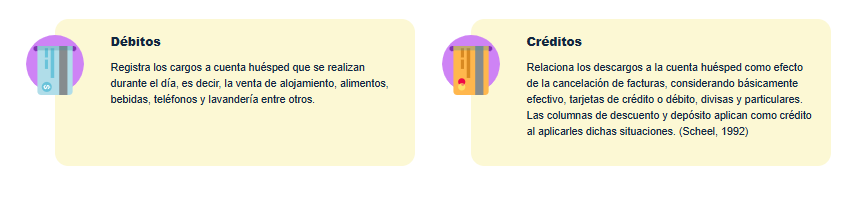 Débitos
Registra los cargos a cuenta huésped que se realizan
durante el día, es decir, la venta de alojamiento, alimentos,
bebidas, teléfonos y lavandería entre otros.
Créditos
Relaciona los descargos a la cuenta huésped como efecto
de la cancelación de facturas, considerando básicamente
efectivo, tarjetas de crédito o débito, divisas y particulares.
Las columnas de descuento y depósito aplican como crédito
al aplicarles dichas situaciones. (Scheel, 1992)